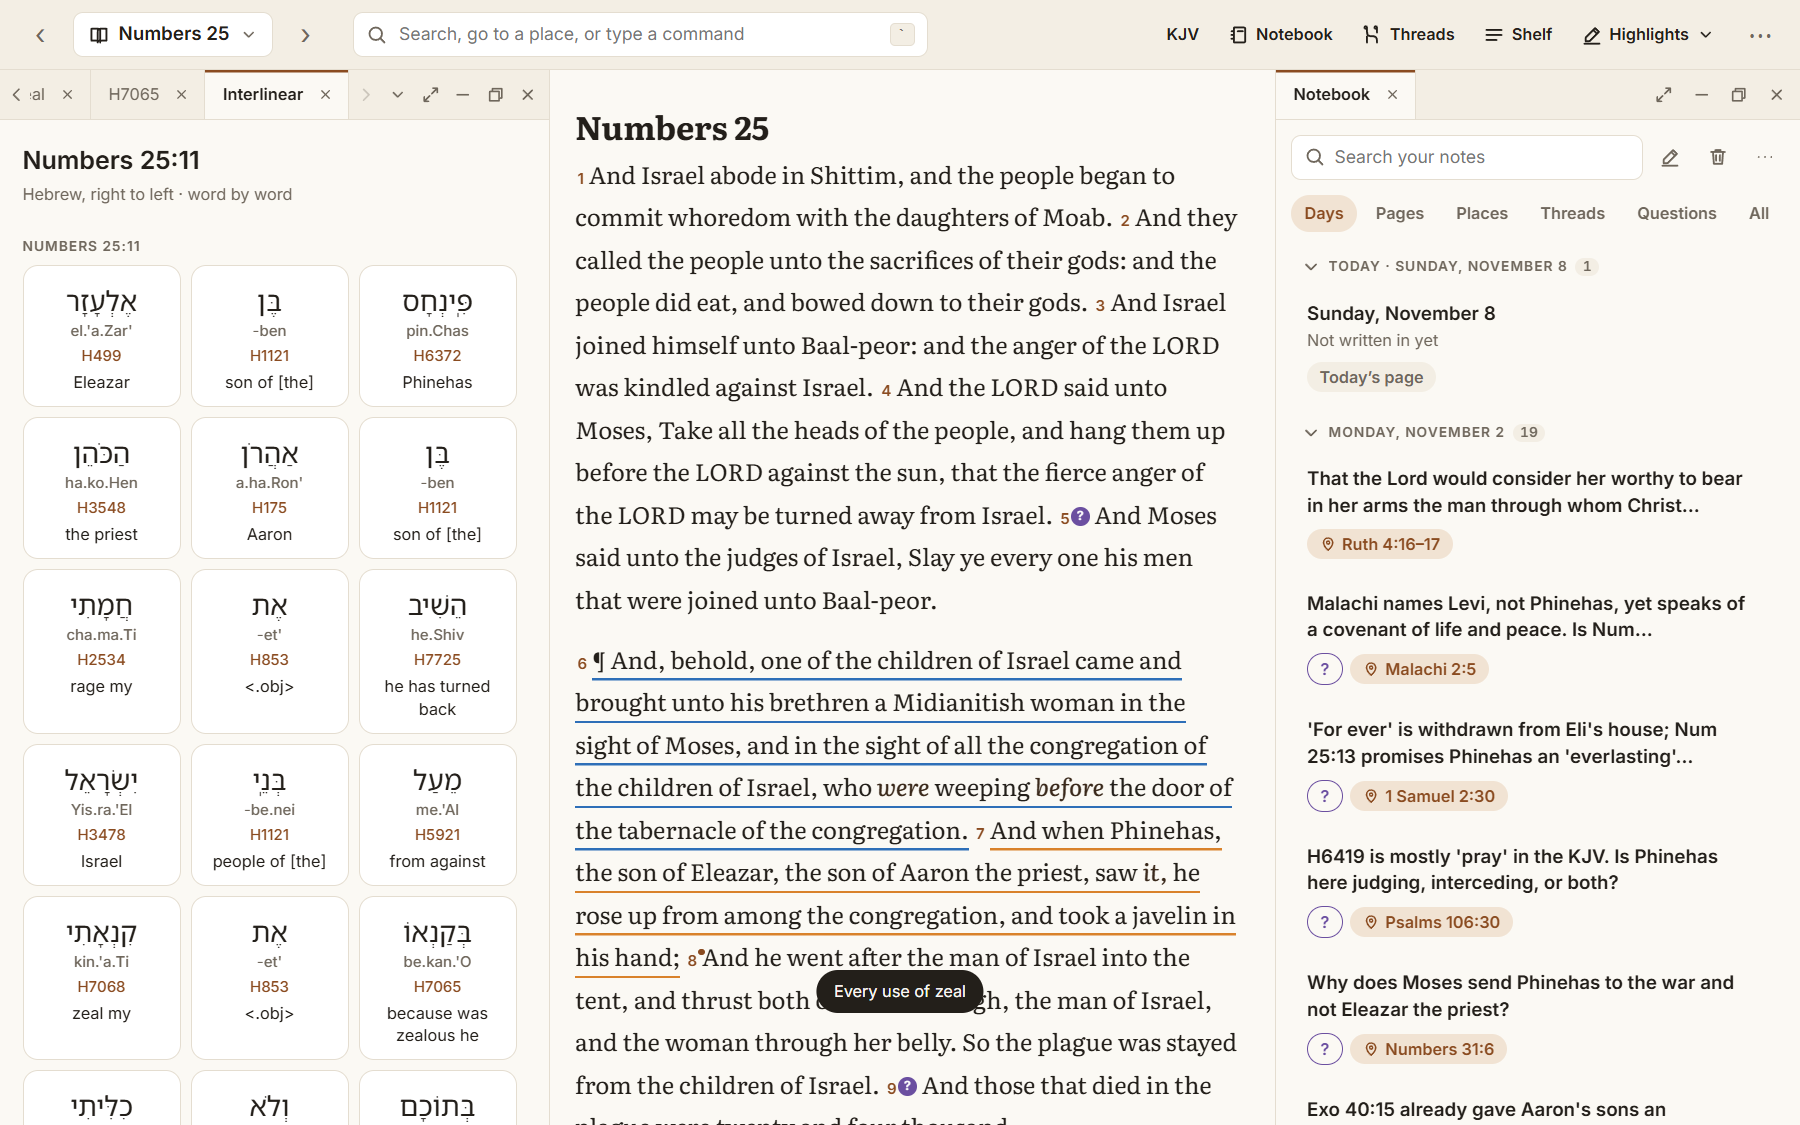 Numbers 25
Search, go to a place, or type a command
`
KJV
Notebook
Threads
Shelf
Highlights
eal
H7065
Interlinear
Numbers 25:11
Hebrew, right to left · word by word
NUMBERS 25:11
אֶלְעָזָר
el.'a.Zar'
H499
Eleazar
בֶּן
-ben
H1121
son of [the]
פִּינְחָס
pin.Chas
H6372
Phinehas
הַכֹּהֵן
ha.ko.Hen
H3548
the priest
אַהֲרֹן
a.ha.Ron'
H175
Aaron
בֶּן
-ben
H1121
son of [the]
חֲמָתִי
cha.ma.Ti
H2534
rage my
אֶת
-et'
H853
<.obj>
הֵשִׁיב
he.Shiv
H7725
he has turned
back
יִשְׂרָאֵל
Yis.ra.'El
H3478
Israel
בְּנֵי
-be.nei
H1121
people of [the]
מֵעַל
me.'Al
H5921
from against
קִנְאָתִי
kin.'a.Ti
H7068
zeal my
אֶת
-et'
H853
<.obj>
בְּקַנְאוֹ
be.kan.'O
H7065
because was
zealous he
כִלִּיתִי
וְלֹא
בְּתוֹכָם
Numbers 25
1 And Israel abode in Shittim, and the people began to
commit whoredom with the daughters of Moab. 2 And they
called the people unto the sacrifices of their gods: and the
people did eat, and bowed down to their gods. 3 And Israel
joined himself unto Baal-peor: and the anger of the LORD
was kindled against Israel. 4 And the LORD said unto
Moses, Take all the heads of the people, and hang them up
before the LORD against the sun, that the fierce anger of
the LORD may be turned away from Israel. 5 ? And Moses
said unto the judges of Israel, Slay ye every one his men
that were joined unto Baal-peor.
6 ¶ And, behold, one of the children of Israel came and
brought unto his brethren a Midianitish woman in the
sight of Moses, and in the sight of all the congregation of
the children of Israel, who were weeping before the door of
the tabernacle of the congregation. 7 And when Phinehas,
the son of Eleazar, the son of Aaron the priest, saw it, he
rose up from among the congregation, and took a javelin in
his hand; 8 And he went after the man of Israel into the
tent, and thrust both the man of Israel,
Every use of zeal
and the woman through her belly. So the plague was stayed
from the children of Israel. 9 ? And those that died in the
plague were twenty and four thousand.
Notebook
Search your notes
Days
Pages
Places
Threads
Questions
All
TODAY · SUNDAY, NOVEMBER 8 1
Sunday, November 8
Not written in yet
Today’s page
MONDAY, NOVEMBER 2 19
That the Lord would consider her worthy to bear
in her arms the man through whom Christ...
Ruth 4:16–17
Malachi names Levi, not Phinehas, yet speaks of
a covenant of life and peace. Is Num...
? Malachi 2:5
'For ever' is withdrawn from Eli's house; Num
25:13 promises Phinehas an 'everlasting'...
? 1 Samuel 2:30
H6419 is mostly 'pray' in the KJV. Is Phinehas
here judging, interceding, or both?
? Psalms 106:30
Why does Moses send Phinehas to the war and
not Eleazar the priest?
? Numbers 31:6
Exo 40:15 already gave Aaron's sons an